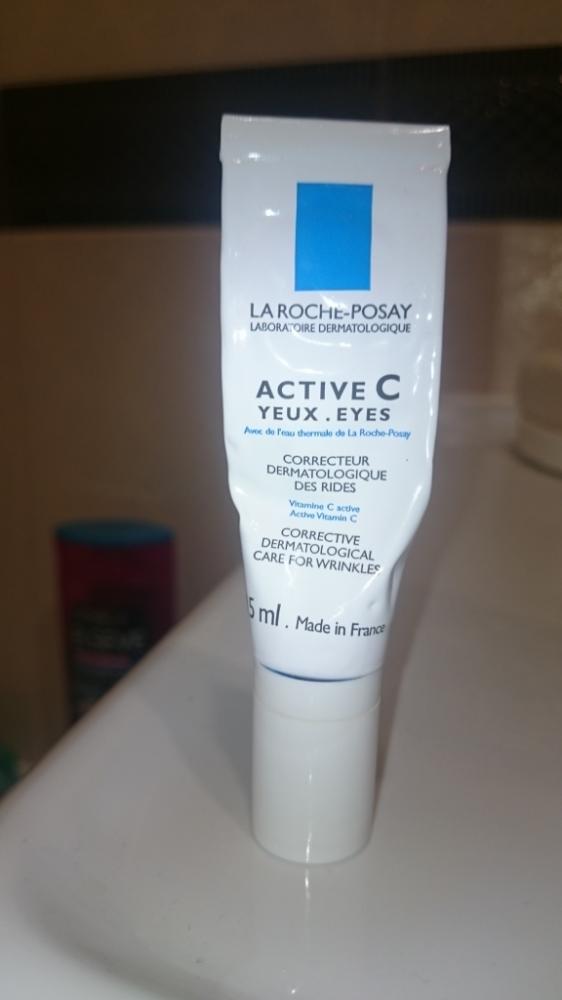 LA ROCHE-POSAY
LABORATOIRE DERMATOLOGIQUE
ACTIVE C
YEUX . EYES
Avec de l'eau thermale de La Roche-Posay
CORRECTEUR
DERMATOLOGIQUE
DES RIDES
Vitamine C active
Active Vitamin C
CORRECTIVE
DERMATOLOGICAL
CARE FOR WRINKLES
5 ml . Made in France